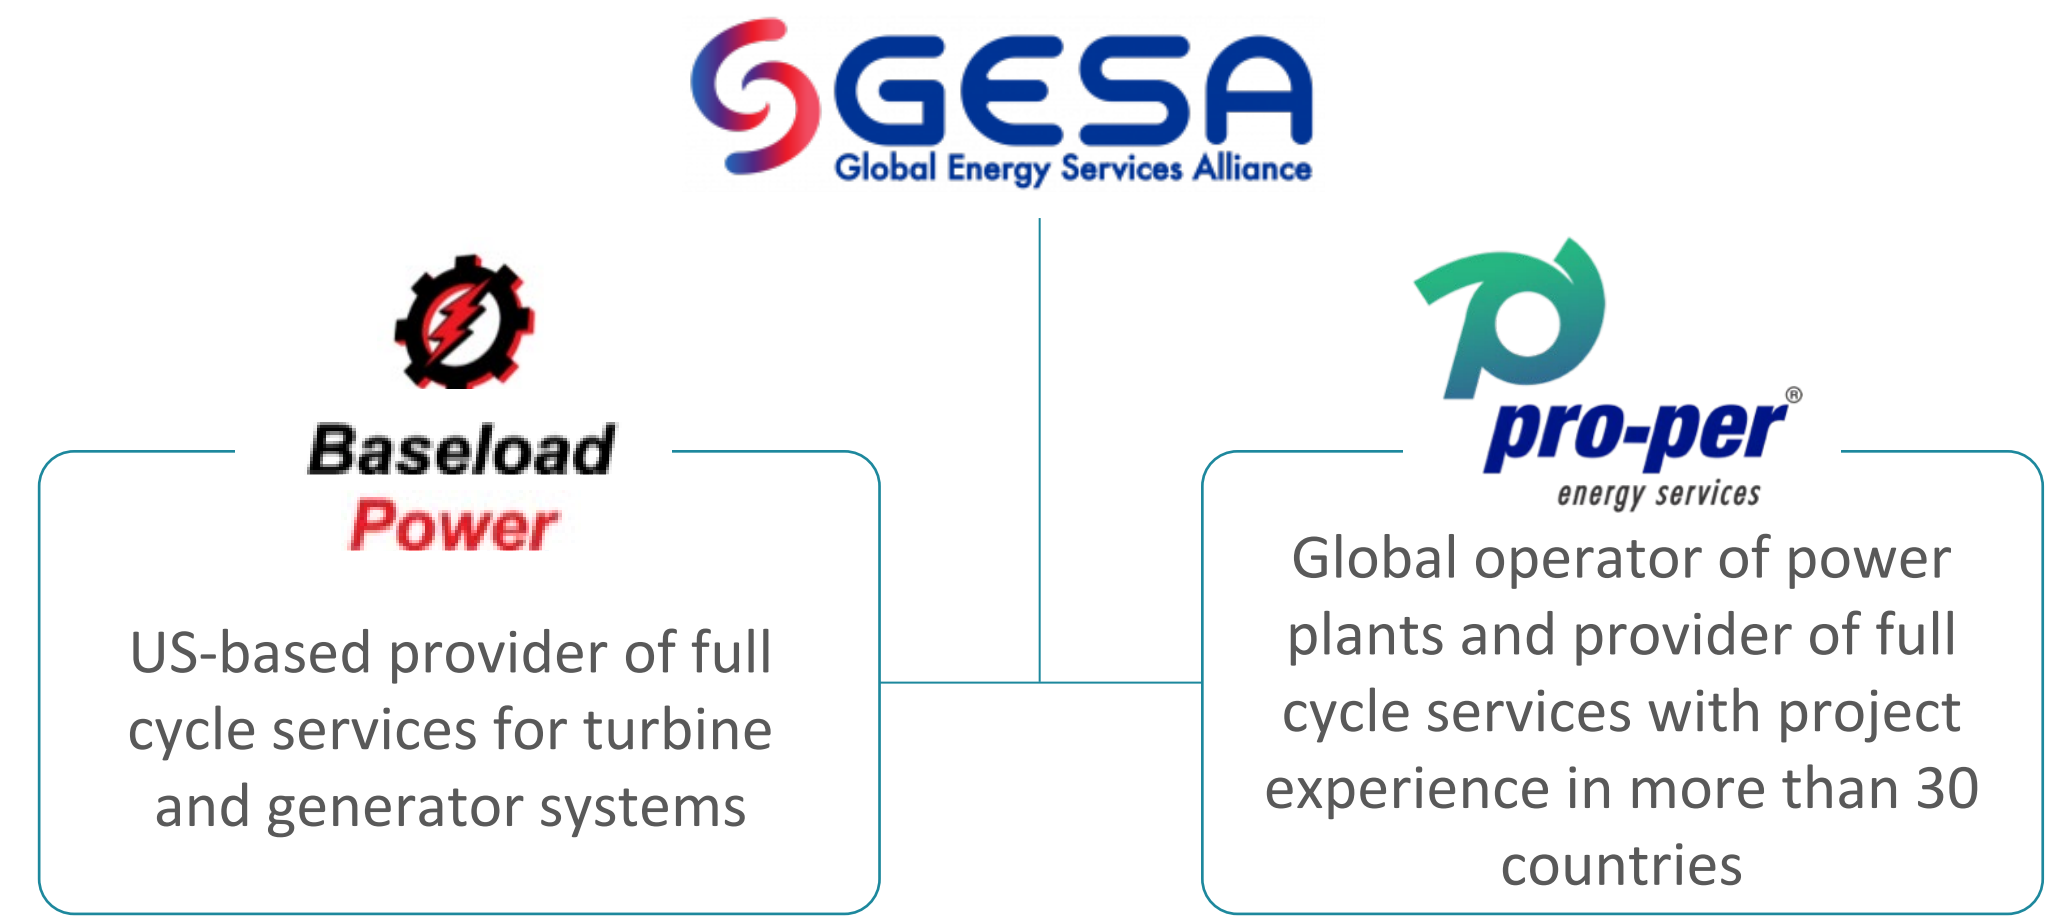 GESA
Global Energy Services Alliance
Baseload
Power
US-based provider of full
cycle services for turbine
and generator systems
pro-per®
energy services
Global operator of power
plants and provider of full
cycle services with project
experience in more than 30
countries